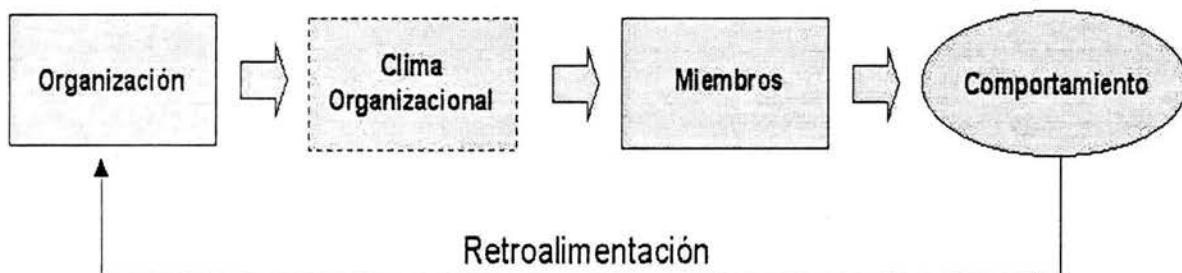 Organización
Clima
Organizacional
Miembros
Comportamiento
Retroalimentación